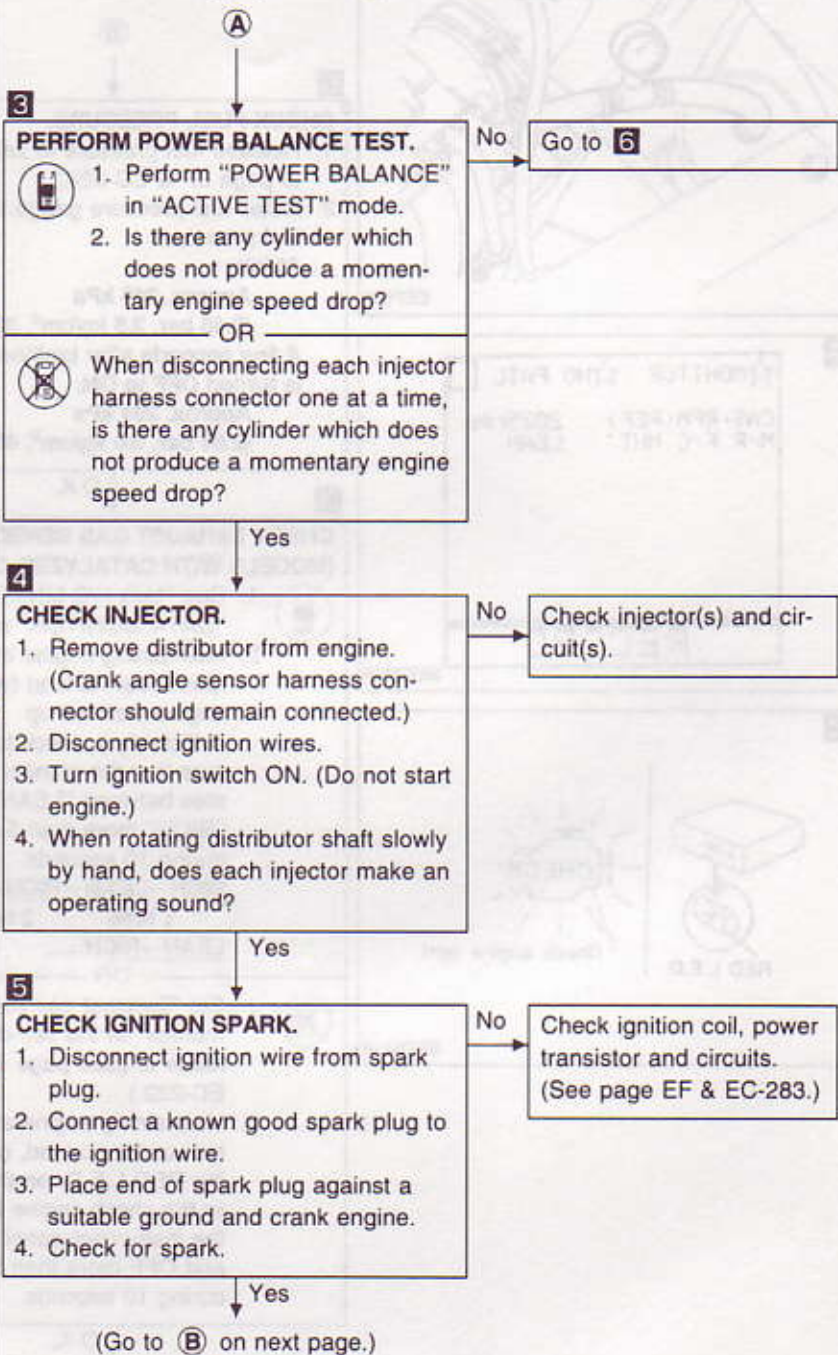 A
3
PERFORM POWER BALANCE TEST.
1. Perform “POWER BALANCE”
in “ACTIVE TEST” mode.
2. Is there any cylinder which
does not produce a momen-
tary engine speed drop?
OR
When disconnecting each injector
harness connector one at a time,
is there any cylinder which does
not produce a momentary engine
speed drop?
No
Go to 6
Yes
4
CHECK INJECTOR.
1. Remove distributor from engine.
(Crank angle sensor harness con-
nector should remain connected.)
2. Disconnect ignition wires.
3. Turn ignition switch ON. (Do not start
engine.)
4. When rotating distributor shaft slowly
by hand, does each injector make an
operating sound?
No
Check injector(s) and cir-
cuit(s).
Yes
5
CHECK IGNITION SPARK.
1. Disconnect ignition wire from spark
plug.
2. Connect a known good spark plug to
the ignition wire.
3. Place end of spark plug against a
suitable ground and crank engine.
4. Check for spark.
No
Check ignition coil, power
transistor and circuits.
(See page EF & EC-283.)
Yes
(Go to B on next page.)